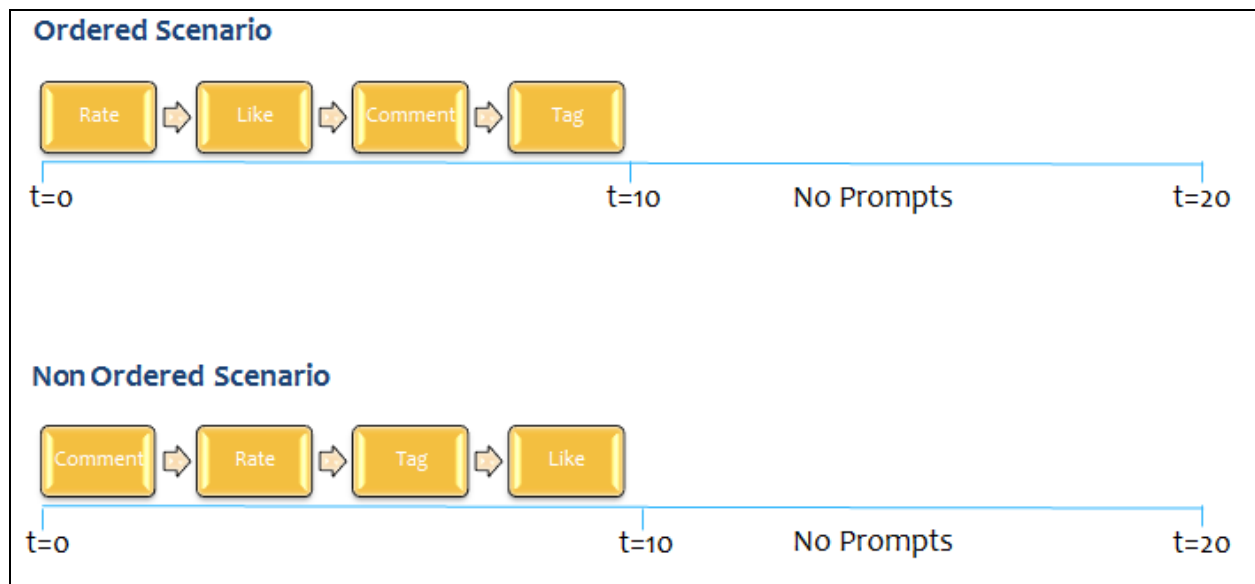 Ordered Scenario
Rate Like Comment Tag
t=0 t=10 No Prompts t=20
Non Ordered Scenario
Comment Rate Tag Like
t=0 t=10 No Prompts t=20